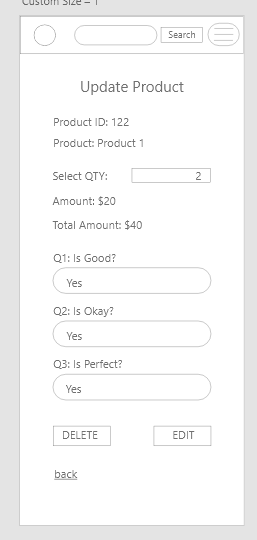 Custom Size – 1
Search
Update Product
Product ID: 122
Product: Product 1
Select QTY: 2
Amount: $20
Total Amount: $40
Q1: Is Good?
Yes
Q2: Is Okay?
Yes
Q3: Is Perfect?
Yes
DELETE EDIT
back